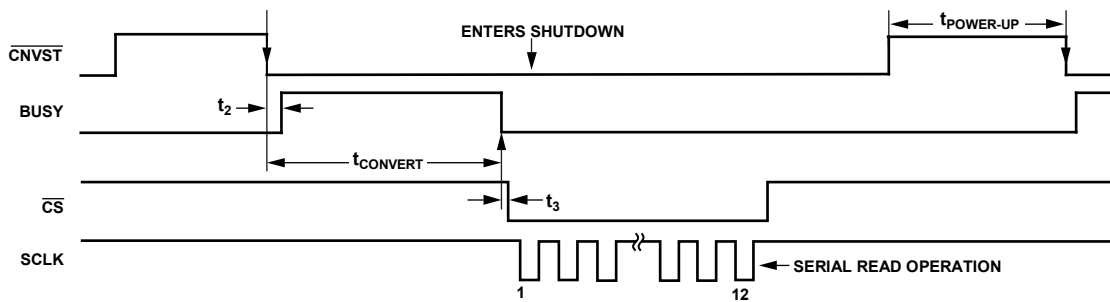 tPOWER-UP
ENTERS SHUTDOWN
CNVST
t2
BUSY
tCONVERT
CS
t3
SCLK
SERIAL READ OPERATION
1
12